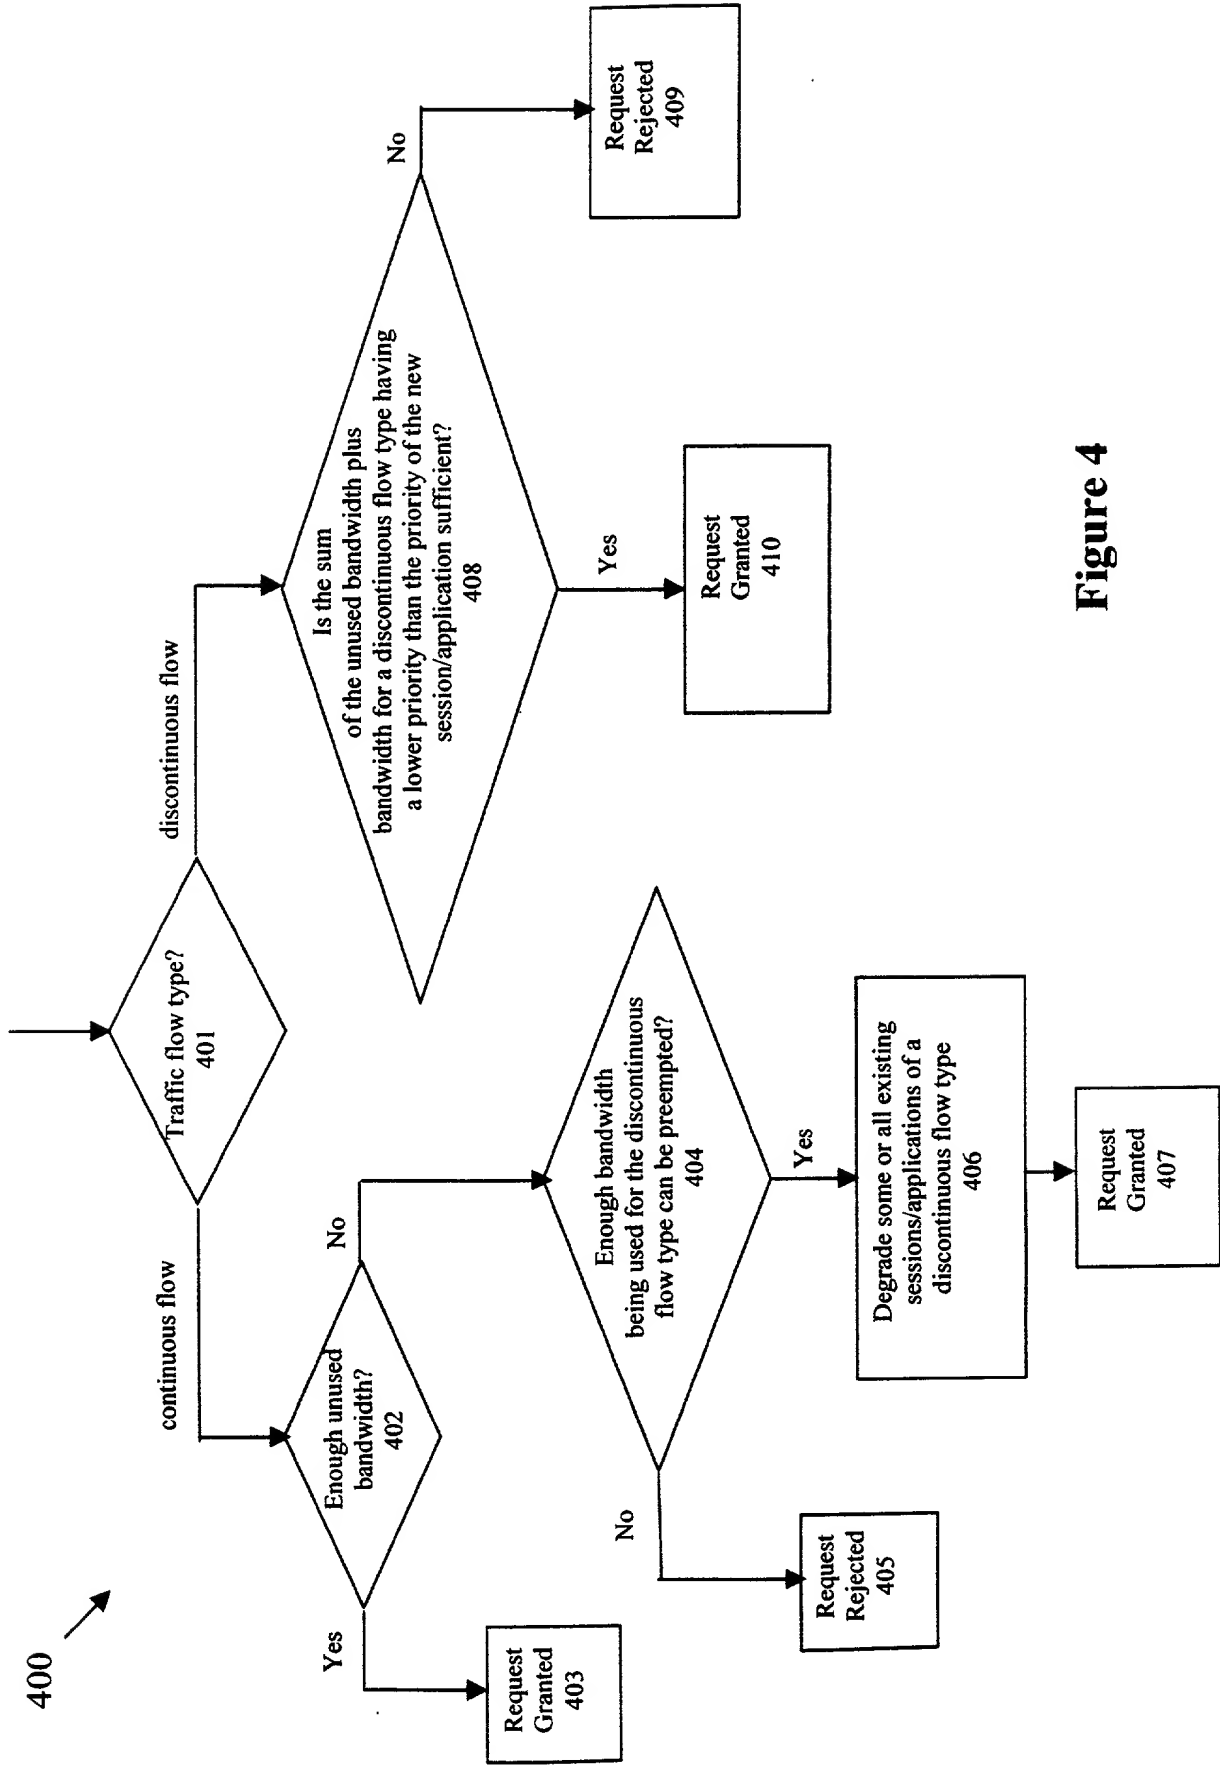 400
Traffic flow type?
401
continuous flow
discontinuous flow
Enough unused
bandwidth?
402
Yes
No
Request
Granted
403
Enough bandwidth
being used for the discontinuous
flow type can be preempted?
404
No
Yes
Request
Rejected
405
Degrade some or all existing
sessions/applications of a
discontinuous flow type
406
Request
Granted
407
Is the sum
of the unused bandwidth plus
bandwidth for a discontinuous flow type having
a lower priority than the priority of the new
session/application sufficient?
408
No
Yes
Request
Rejected
409
Request
Granted
410
Figure 4